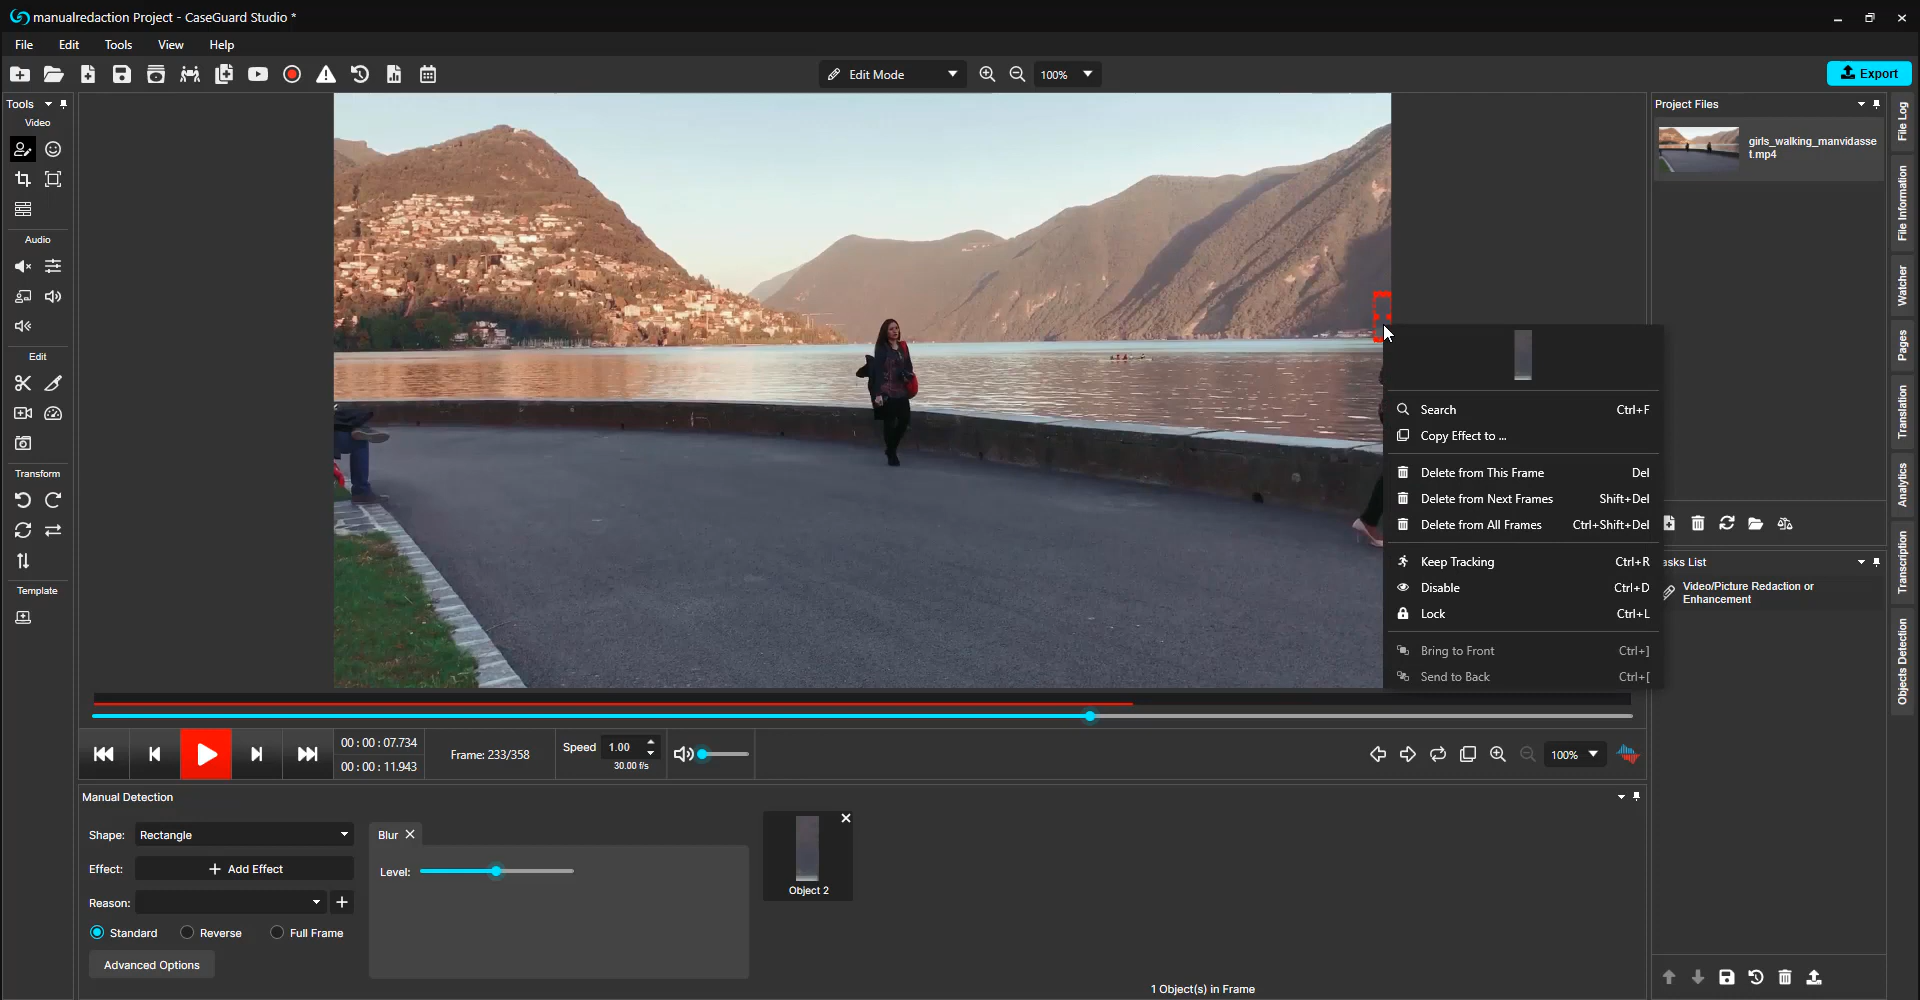 manualredaction Project - CaseGuard Studio *
File Edit Tools View Help
Edit Mode
100%
Export
Tools
Video
Audio
Edit
Transform
Template
Project Files
girls_walking_manvidasse
t.mp4
File Log
File Information
Watcher
Pages
Translation
Analytics
Transcription
Objects Detection
Search Ctrl+F
Copy Effect to ...
Delete from This Frame Del
Delete from Next Frames Shift+Del
Delete from All Frames Ctrl+Shift+Del
Keep Tracking Ctrl+R
Disable Ctrl+D
Lock Ctrl+L
Bring to Front Ctrl+]
Send to Back Ctrl+[
asks List
Video/Picture Redaction or
Enhancement
00:00:07.734
00:00:11.943
Frame: 233/358
Speed 1.00
30.00 f/s
100%
Manual Detection
Shape: Rectangle
Effect: Add Effect
Reason:
Standard Reverse Full Frame
Advanced Options
Blur
Level:
Object 2
1 Object(s) in Frame